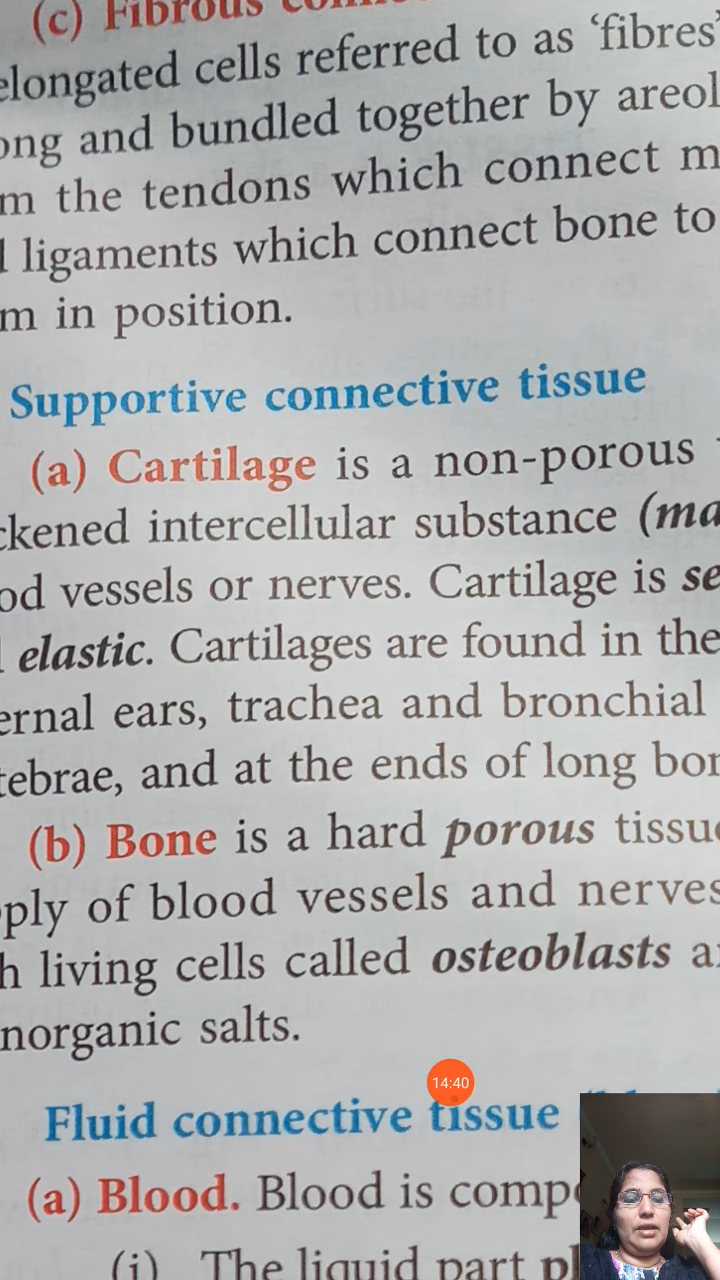 (c) Fibrous
elongated cells referred to as ‘fibres’
ong and bundled together by areol
m the tendons which connect m
ligaments which connect bone to
m in position.
Supportive connective tissue
(a) Cartilage is a non-porous
ckened intercellular substance (ma
od vessels or nerves. Cartilage is se
elastic. Cartilages are found in the
ernal ears, trachea and bronchial
tebrae, and at the ends of long bon
(b) Bone is a hard porous tissue
ply of blood vessels and nerves
h living cells called osteoblasts a
norganic salts.
14:40
Fluid connective tissue
(a) Blood. Blood is comp
(i) The liquid part pl